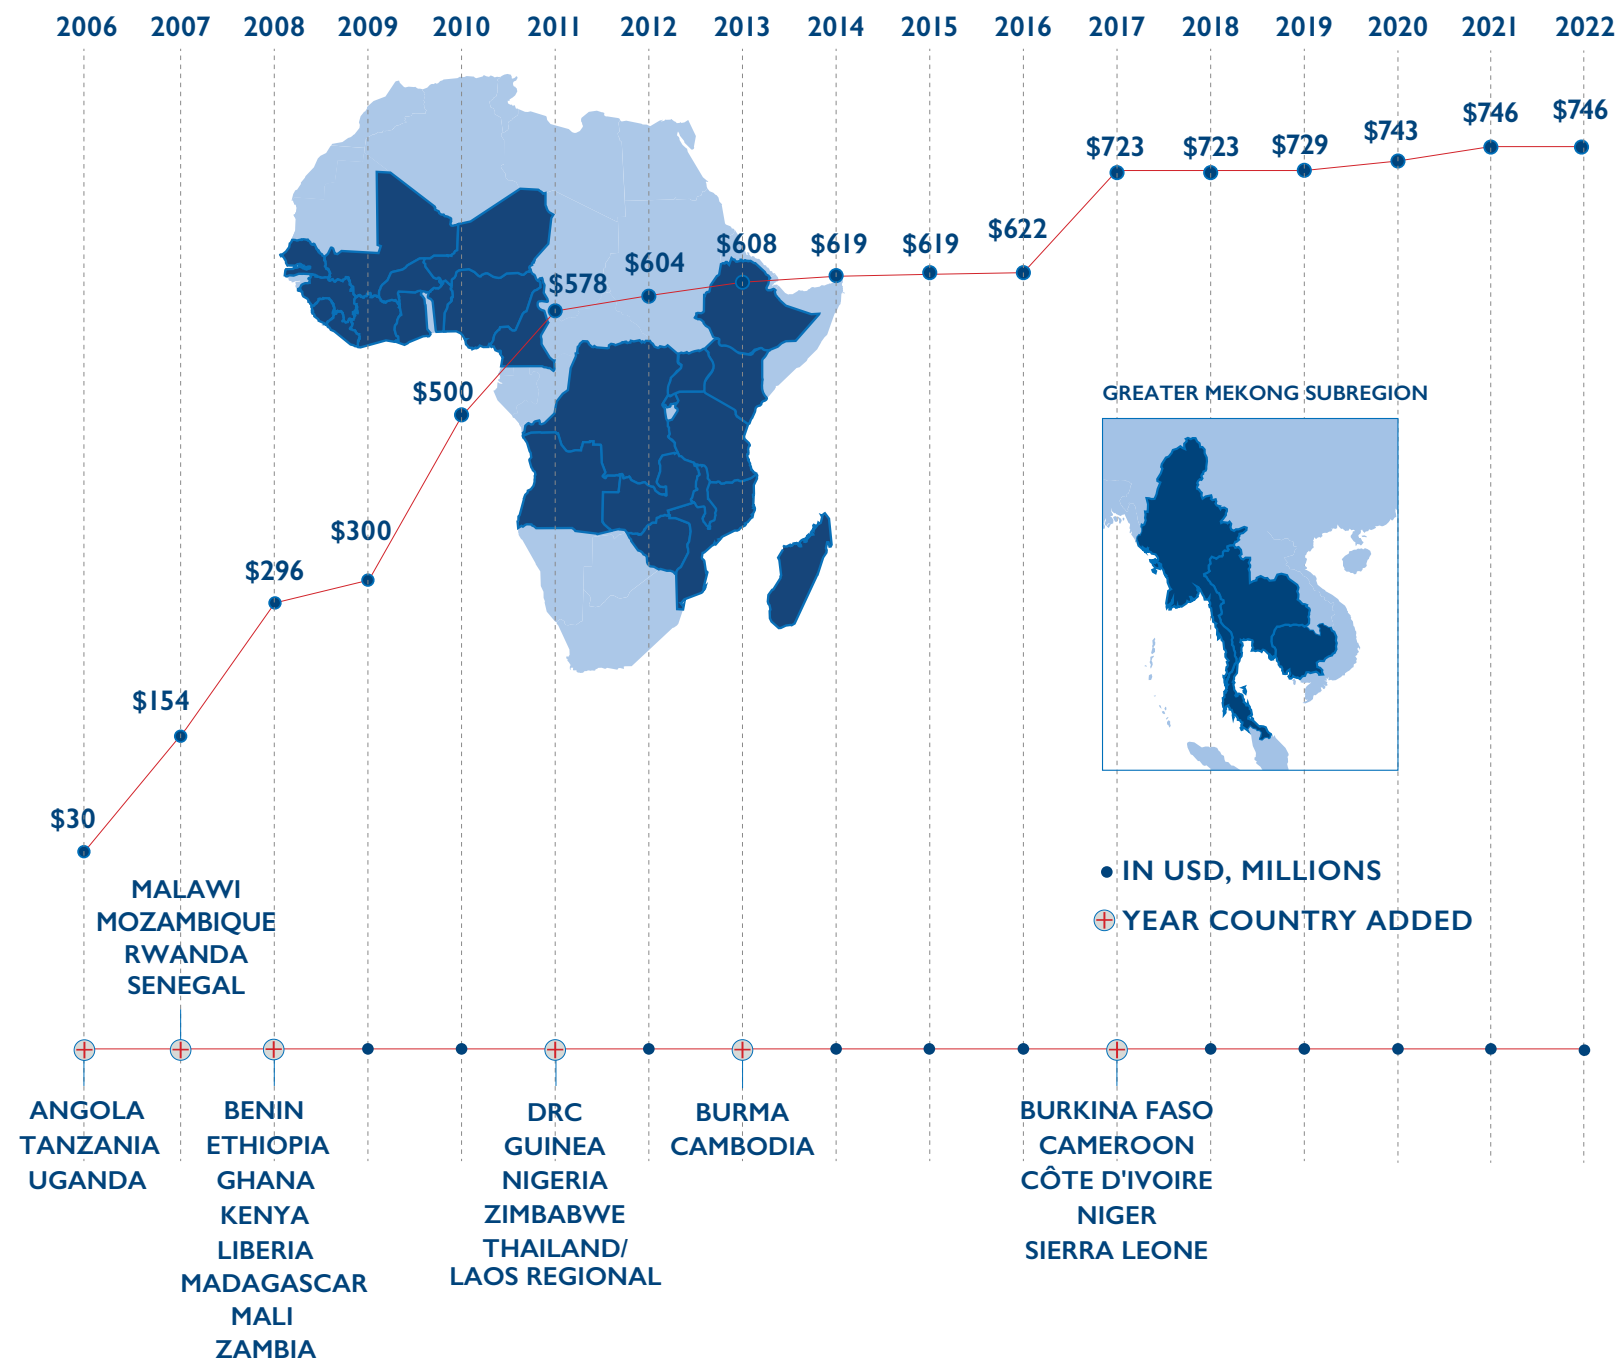 2006 2007 2008 2009 2010 2011 2012 2013 2014 2015 2016 2017 2018 2019 2020 2021 2022
$746
$746
$743
$729
$723
$723
$622
$619
$619
$608
$604
$578
$500
$300
$296
$154
$30
GREATER MEKONG SUBREGION
IN USD, MILLIONS
YEAR COUNTRY ADDED
MALAWI
MOZAMBIQUE
RWANDA
SENEGAL
ANGOLA
TANZANIA
UGANDA
BENIN
ETHIOPIA
GHANA
KENYA
LIBERIA
MADAGASCAR
MALI
ZAMBIA
DRC
GUINEA
NIGERIA
ZIMBABWE
THAILAND/
LAOS REGIONAL
BURMA
CAMBODIA
BURKINA FASO
CAMEROON
CÔTE D'IVOIRE
NIGER
SIERRA LEONE